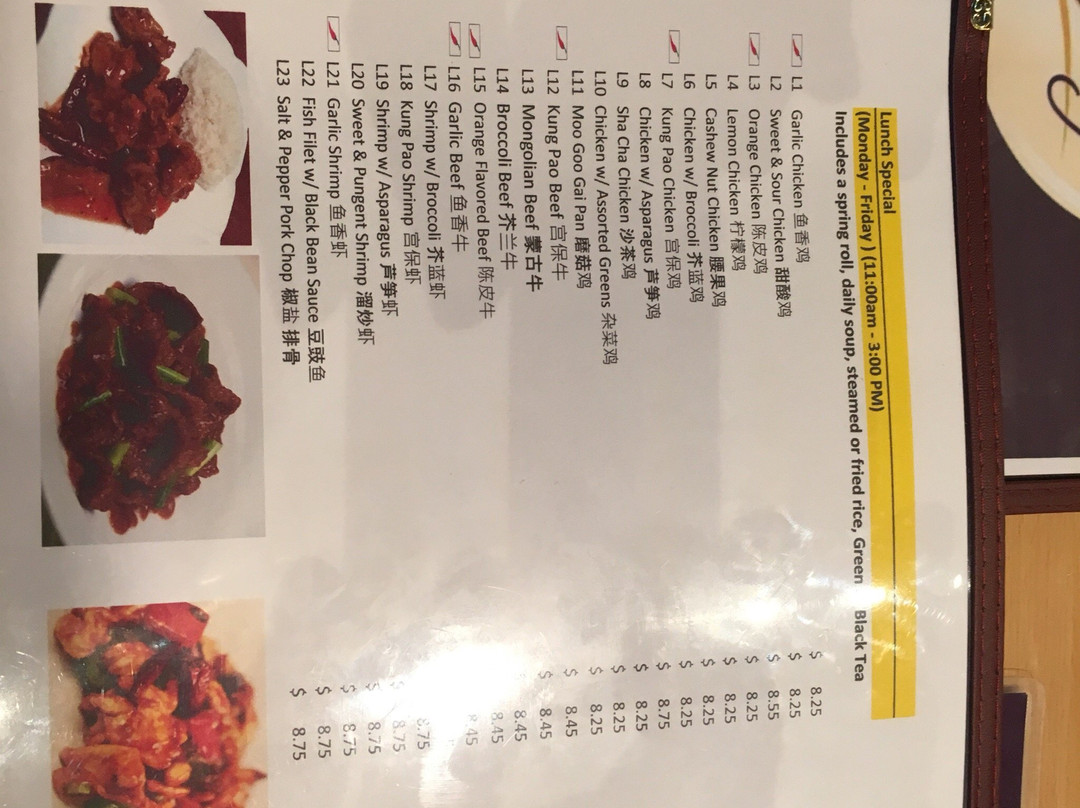 Lunch Special
(Monday - Friday ) (11:00am - 3:00 PM)
Includes a spring roll, daily soup, steamed or fried rice, Green Black Tea
L1 Garlic Chicken 鱼香鸡 $ 8.25
L2 Sweet & Sour Chicken 甜酸鸡 $ 8.25
L3 Orange Chicken 陈皮鸡 $ 8.55
L4 Lemon Chicken 柠檬鸡 $ 8.25
L5 Cashew Nut Chicken 腰果鸡 $ 8.25
L6 Chicken w/ Broccoli 芥蓝鸡 $ 8.25
L7 Kung Pao Chicken 宫保鸡 $ 8.25
L8 Chicken w/ Asparagus 芦笋鸡 $ 8.75
L9 Sha Cha Chicken 沙茶鸡 $ 8.25
L10 Chicken w/ Assorted Greens 杂菜鸡 $ 8.25
L11 Moo Goo Gai Pan 磨菇鸡 $ 8.25
L12 Kung Pao Beef 宫保牛 $ 8.45
L13 Mongolian Beef 蒙古牛 $ 8.45
L14 Broccoli Beef 芥兰牛 $ 8.45
L15 Orange Flavored Beef 陈皮牛 8.45
L16 Garlic Beef 鱼香牛 8.45
L17 Shrimp w/ Broccoli 芥蓝虾
L18 Kung Pao Shrimp 宫保虾 8.75
L19 Shrimp w/ Asparagus 芦笋虾 $ 8.75
L20 Sweet & Pungent Shrimp 溜炒虾 $ 8.75
L21 Garlic Shrimp 鱼香虾 $ 8.75
L22 Fish Filet w/ Black Bean Sauce 豆豉鱼 $ 8.75
L23 Salt & Pepper Pork Chop 椒盐 排骨 $ 8.75